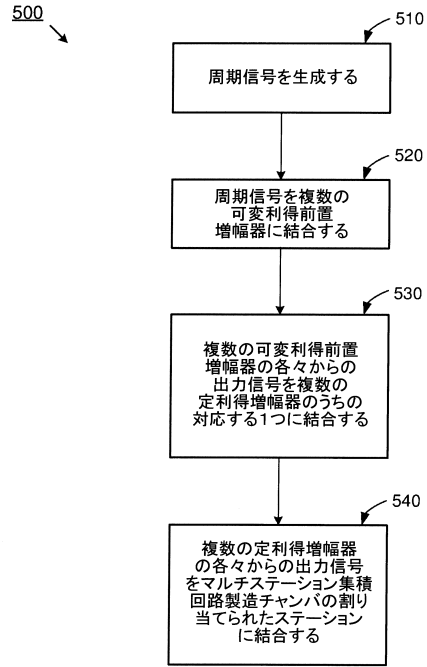 500
510
周期信号を生成する
520
周期信号を複数の
可変利得前置
増幅器に結合する
530
複数の可変利得前置
増幅器の各々からの
出力信号を複数の
定利得増幅器のうちの
対応する1つに結合する
540
複数の定利得増幅器
の各々からの出力信号
をマルチステーション集積
回路製造チャンバの割り
当てられたステーション
に結合する